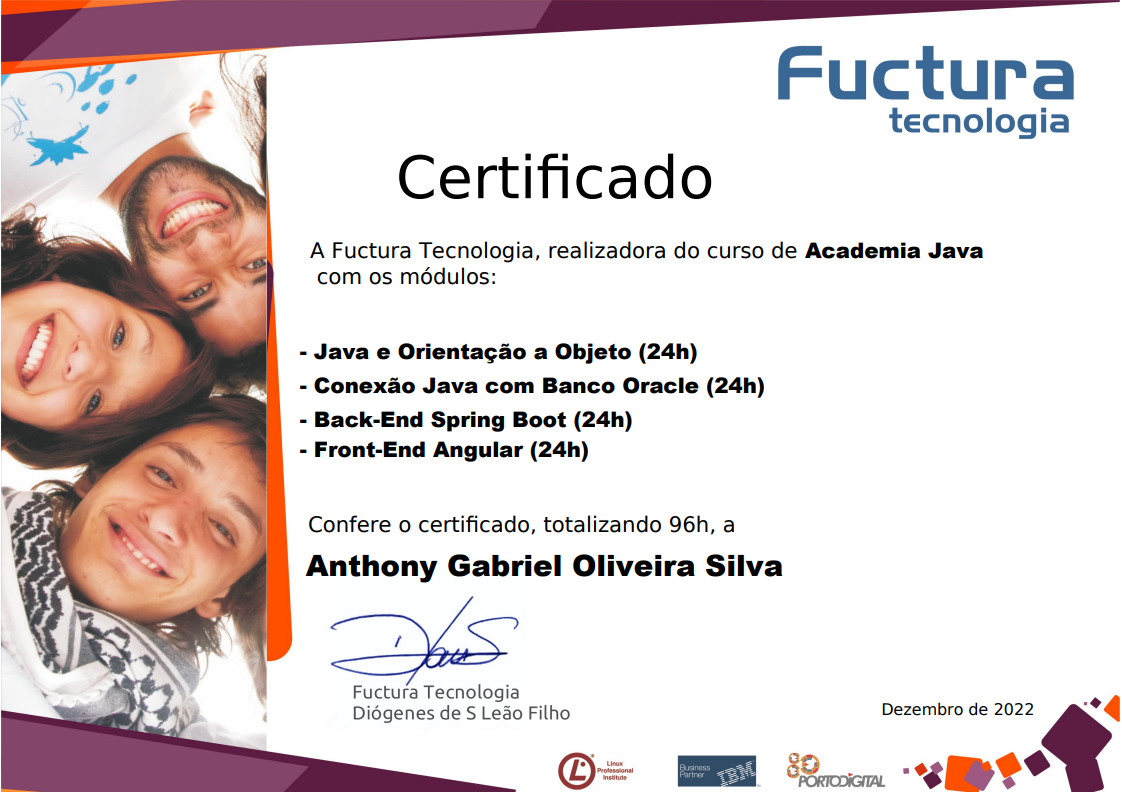 Fuctura
tecnologia
Certificado
A Fuctura Tecnologia, realizadora do curso de Academia Java
com os módulos:
- Java e Orientação a Objeto (24h)
- Conexão Java com Banco Oracle (24h)
- Back-End Spring Boot (24h)
- Front-End Angular (24h)
Confere o certificado, totalizando 96h, a
Anthony Gabriel Oliveira Silva
Fuctura Tecnologia
Diógenes de S Leão Filho
Dezembro de 2022
Linux
Professional
Institute
Business
Partner
IBM
PORTODIGITAL